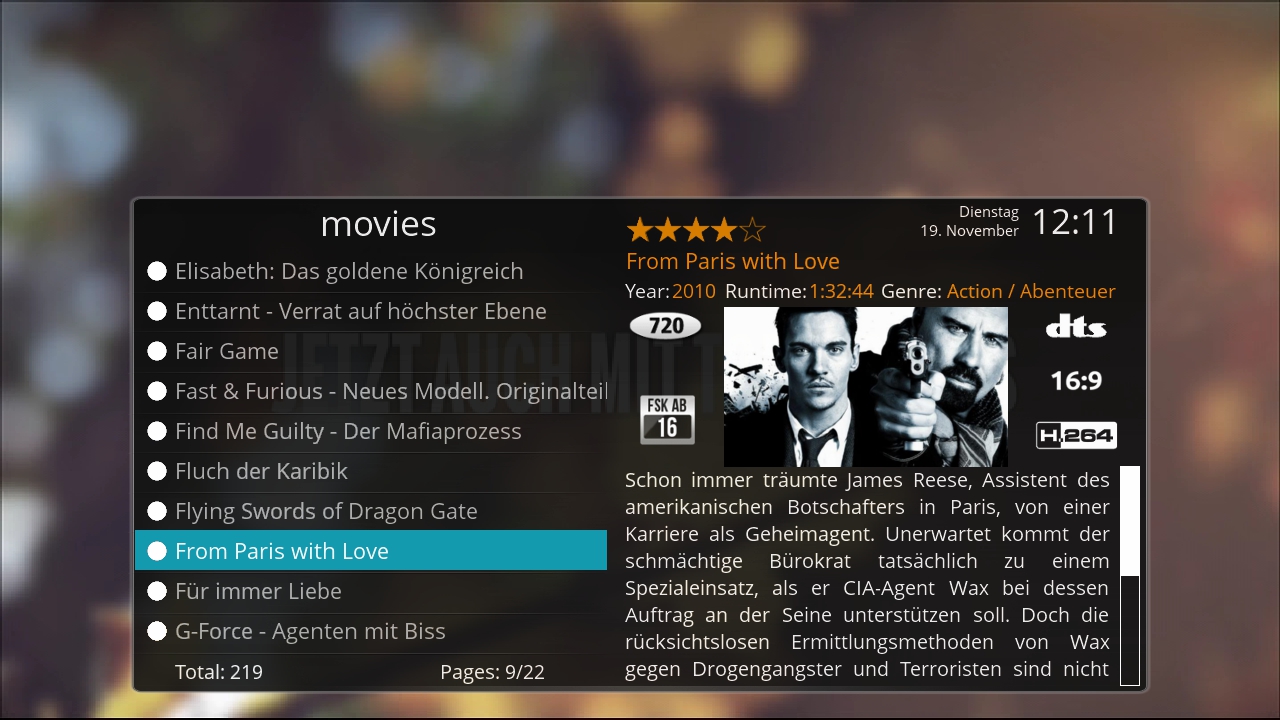 movies
Elisabeth: Das goldene Königreich
Enttarnt - Verrat auf höchster Ebene
Fair Game
Fast & Furious - Neues Modell. Originalteil
Find Me Guilty - Der Mafiaprozess
Fluch der Karibik
Flying Swords of Dragon Gate
From Paris with Love
Für immer Liebe
G-Force - Agenten mit Biss
Total: 219 Pages: 9/22
Dienstag
19. November
12:11
From Paris with Love
Year: 2010 Runtime: 1:32:44 Genre: Action / Abenteuer
720
FSK AB
16
dts
16:9
H.264
JETZT AUCH MIT
Schon immer träumte James Reese, Assistent des
amerikanischen Botschafters in Paris, von einer
Karriere als Geheimagent. Unerwartet kommt der
schmächtige Bürokrat tatsächlich zu einem
Spezialeinsatz, als er CIA-Agent Wax bei dessen
Auftrag an der Seine unterstützen soll. Doch die
rücksichtslosen Ermittlungsmethoden von Wax
gegen Drogengangster und Terroristen sind nicht